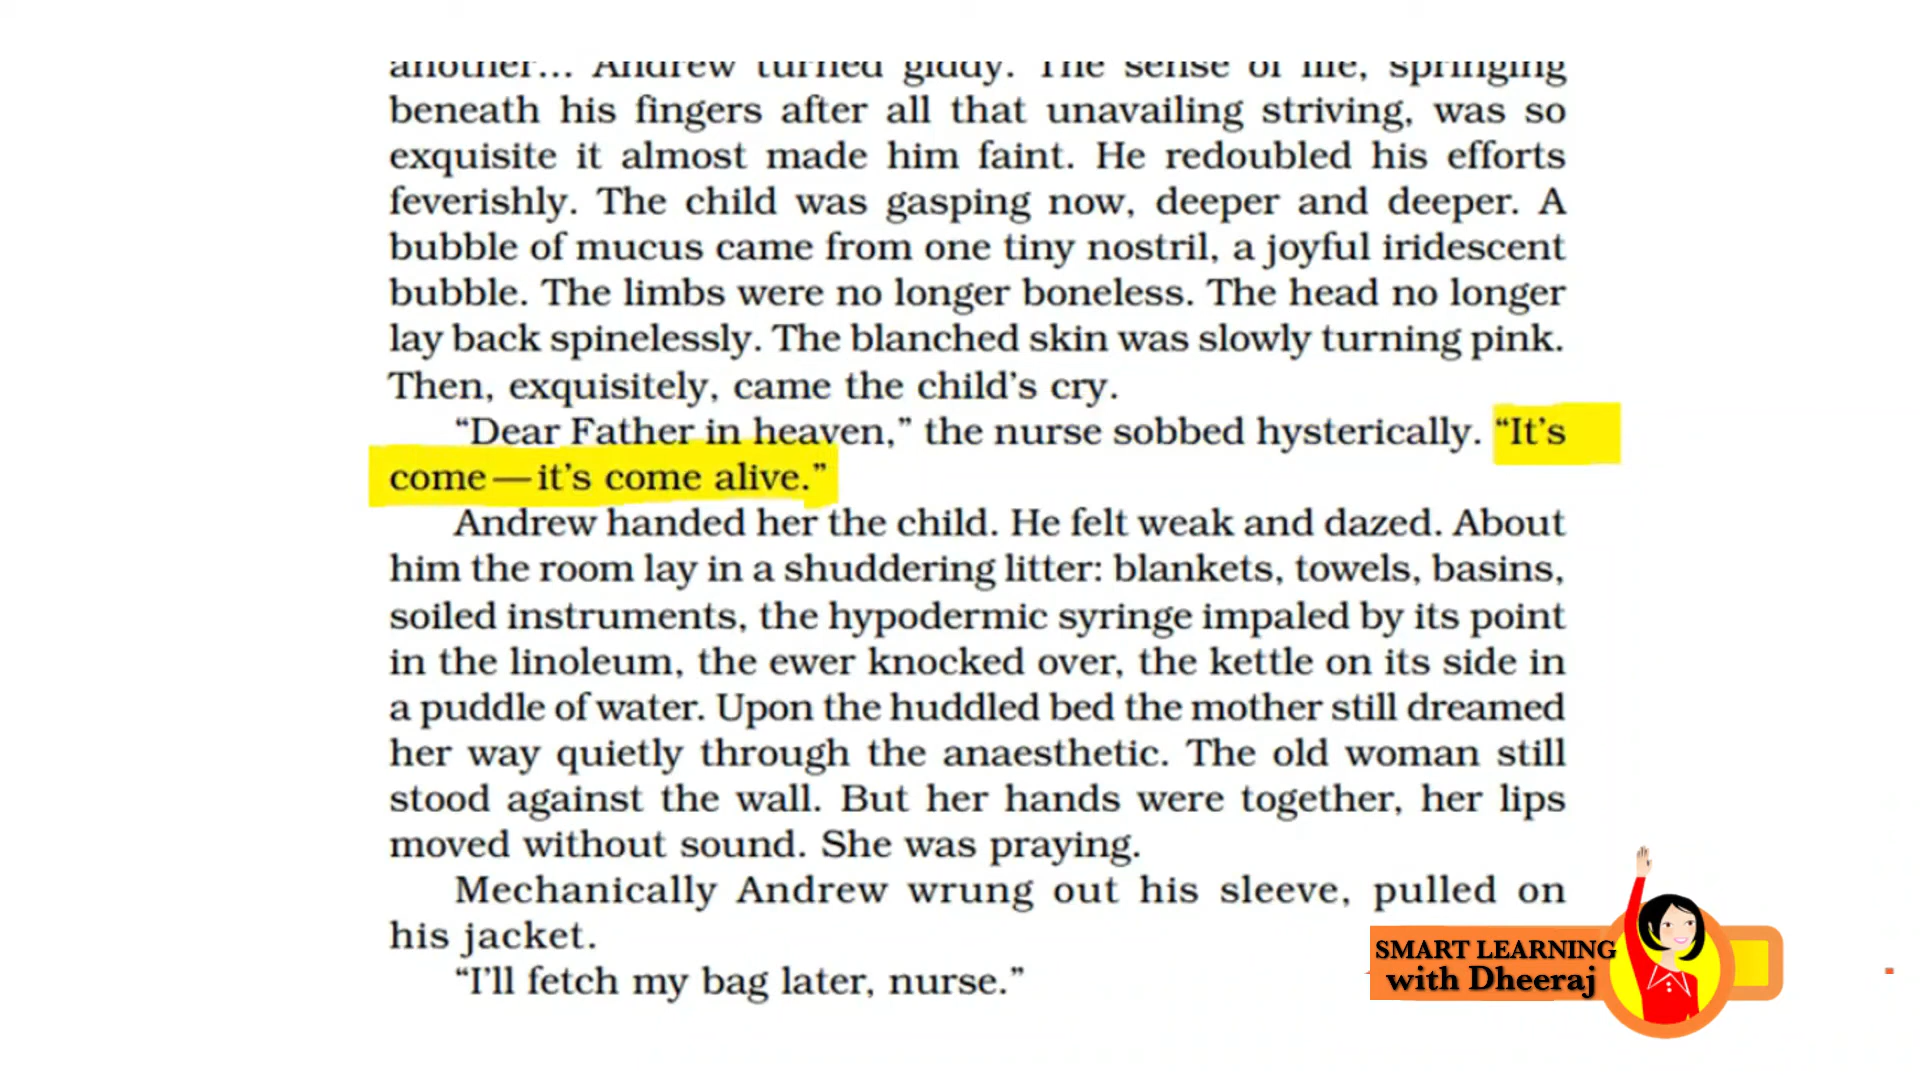 another... Andrew turned giddy. The sense of life, springing
beneath his fingers after all that unavailing striving, was so
exquisite it almost made him faint. He redoubled his efforts
feverishly. The child was gasping now, deeper and deeper. A
bubble of mucus came from one tiny nostril, a joyful iridescent
bubble. The limbs were no longer boneless. The head no longer
lay back spinelessly. The blanched skin was slowly turning pink.
Then, exquisitely, came the child’s cry.
“Dear Father in heaven,” the nurse sobbed hysterically. “It’s
come—it’s come alive.”
Andrew handed her the child. He felt weak and dazed. About
him the room lay in a shuddering litter: blankets, towels, basins,
soiled instruments, the hypodermic syringe impaled by its point
in the linoleum, the ewer knocked over, the kettle on its side in
a puddle of water. Upon the huddled bed the mother still dreamed
her way quietly through the anaesthetic. The old woman still
stood against the wall. But her hands were together, her lips
moved without sound. She was praying.
Mechanically Andrew wrung out his sleeve, pulled on
his jacket.
“I’ll fetch my bag later, nurse.”
SMART LEARNING
with Dheeraj